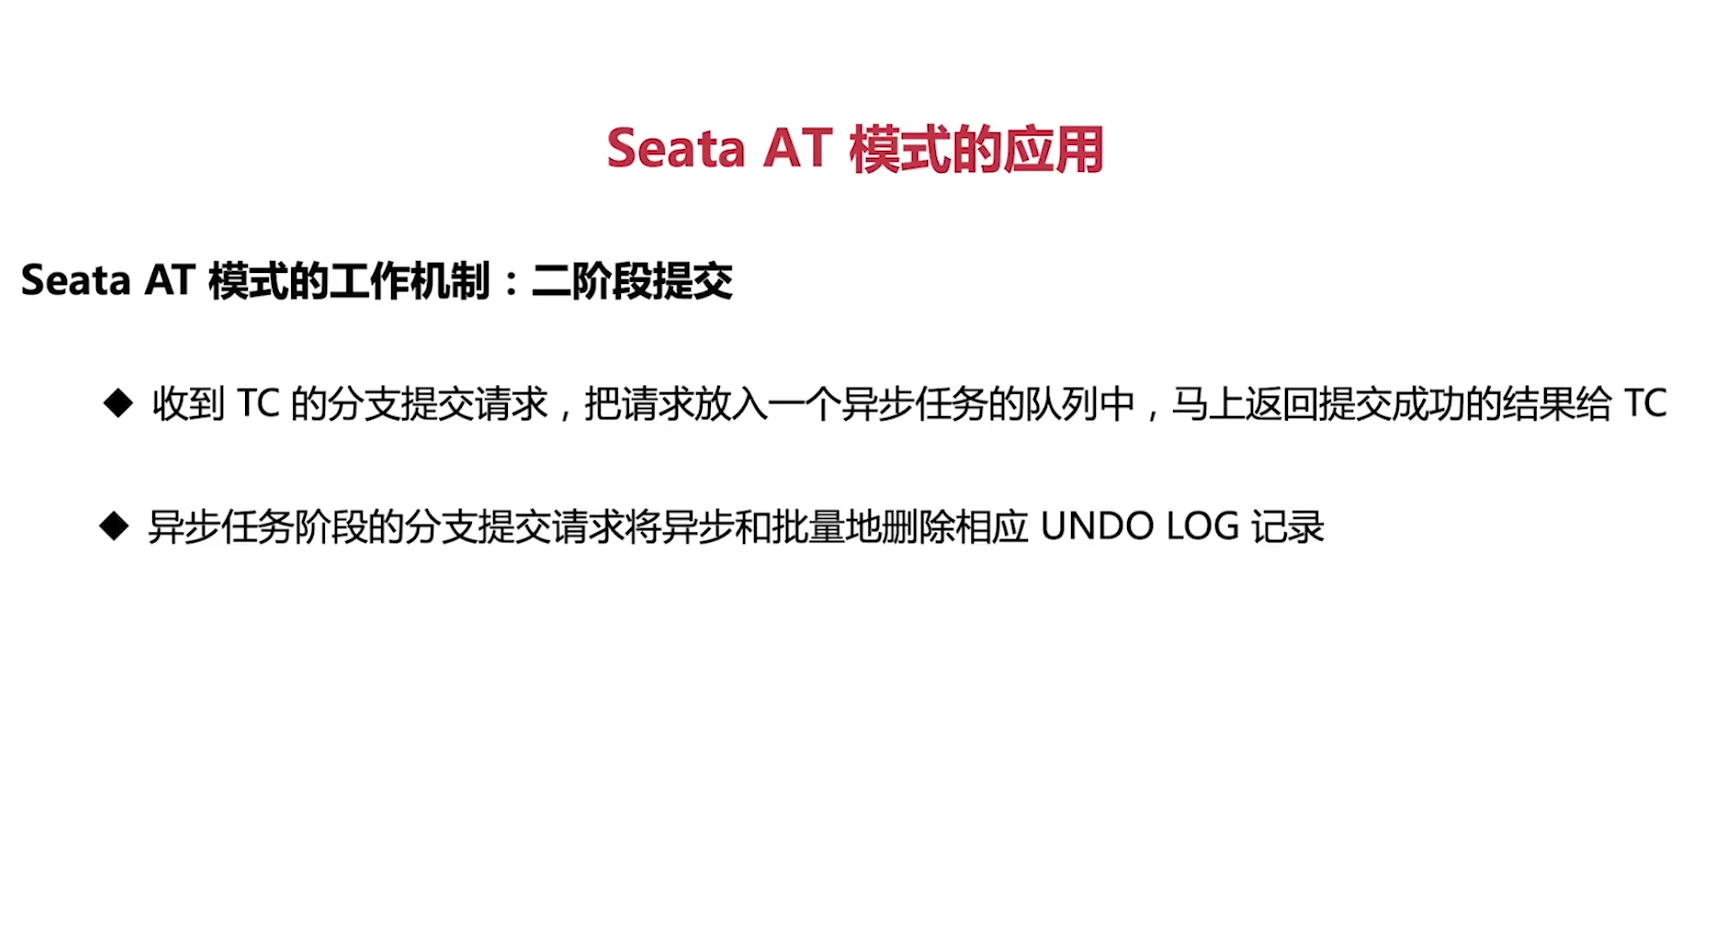 Seata AT 模式的应用
Seata AT 模式的工作机制：二阶段提交
◆ 收到 TC 的分支提交请求，把请求放入一个异步任务的队列中，马上返回提交成功的结果给 TC
◆ 异步任务阶段的分支提交请求将异步和批量地删除相应 UNDO LOG 记录